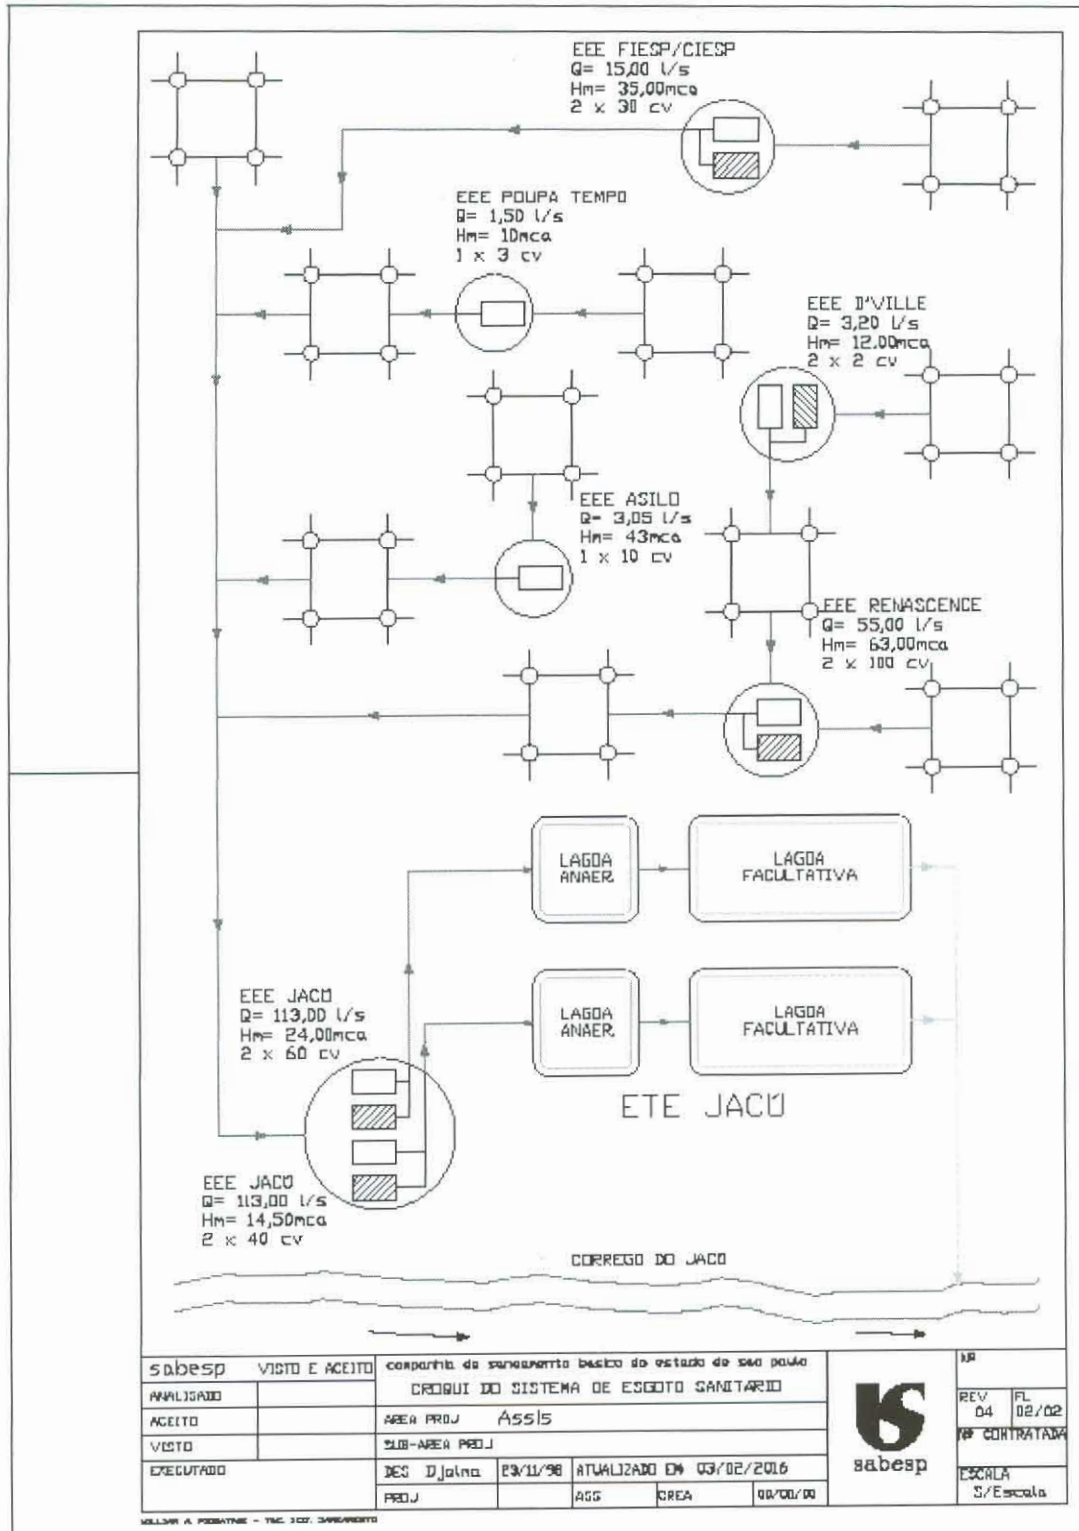 EEE FIESP/CIESP
Q= 15,00 l/s
Hm= 35,00mca
2 x 30 cv
EEE POUPA TEMPO
Q= 1,50 l/s
Hm= 10mca
1 x 3 cv
EEE D'VILLE
Q= 3,20 l/s
Hm= 12.00mca
2 x 2 cv
EEE ASILO
Q= 3,05 l/s
Hm= 43mca
1 x 10 cv
EEE RENASCENCE
Q= 55,00 l/s
Hm= 63,00mca
2 x 100 cv
LAGOA
ANAER.
LAGOA
FACULTATIVA
EEE JACÚ
Q= 113,00 l/s
Hm= 24,00mca
2 x 60 cv
LAGOA
ANAER.
LAGOA
FACULTATIVA
ETE JACÚ
EEE JACÚ
Q= 113,00 l/s
Hm= 14,50mca
2 x 40 cv
CORREGO DO JACÚ
sabesp VISTO E ACEITO
ANALISADO
ACEITO
VISTO
EXECUTADO
companhia de saneamento basico do estado de sao paulo
CROQUI DO SISTEMA DE ESGOTO SANITÁRIO
AREA PROJ Assis
SUB-AREA PROJ
DES Djalma 23/11/98 ATUALIZADO EM 03/02/2016
PROJ ASS CREA 00/00/00
sabesp
Nº
REV 04 FL 02/02
Nº CONTRATADA
ESCALA
S/Escala